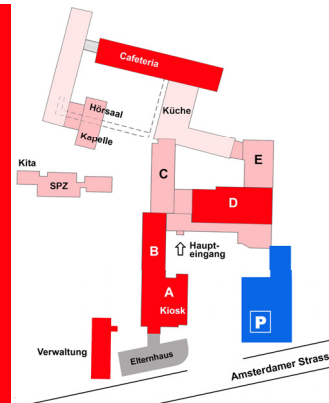 Cafeteria
Hörsaal
Küche
Kapelle
Kita
SPZ
C
E
D
B
Haupt-
eingang
A
Kiosk
P
Verwaltung
Elternhaus
Amsterdamer Strass